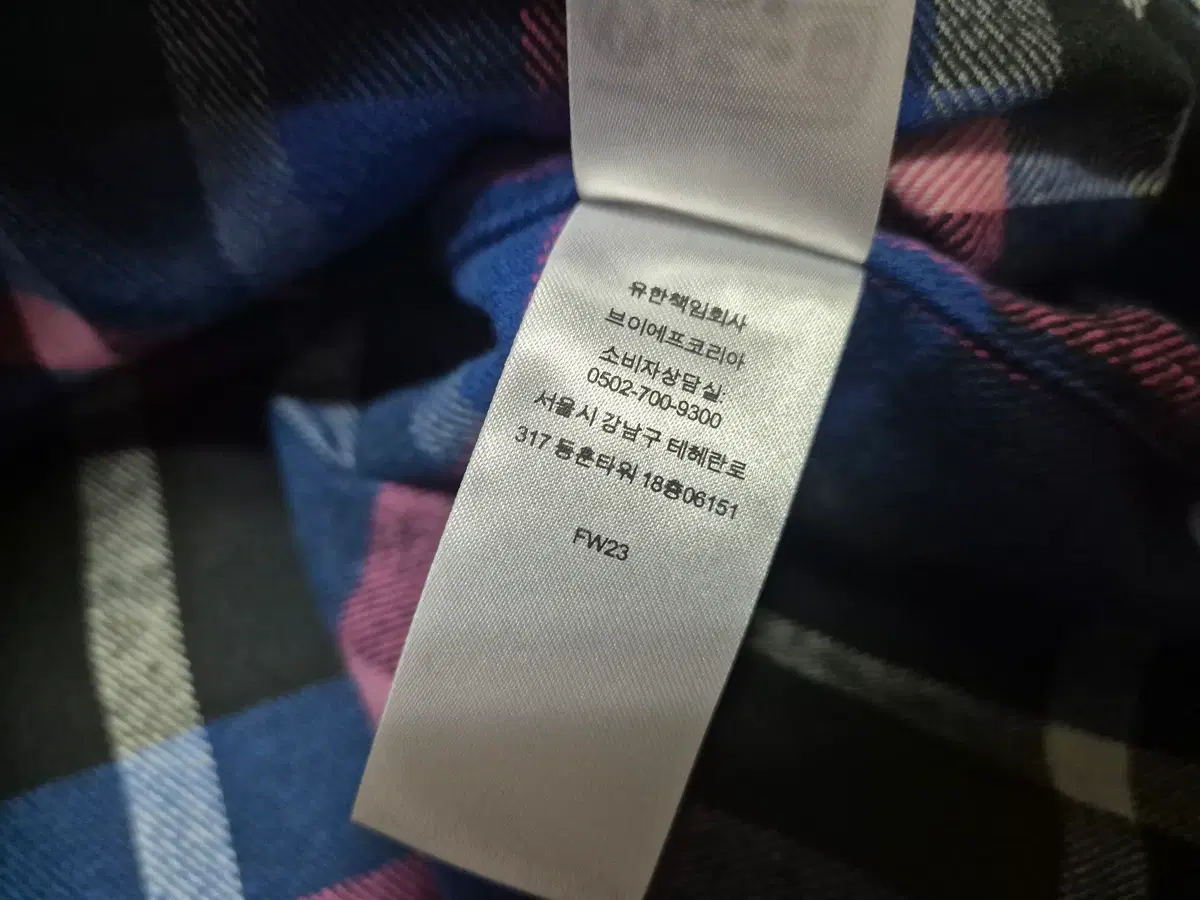 유한책임회사
브이에프코리아
소비자상담실
0502-700-9300
서울시 강남구 테헤란로
317 동훈타워 18층06151
FW23